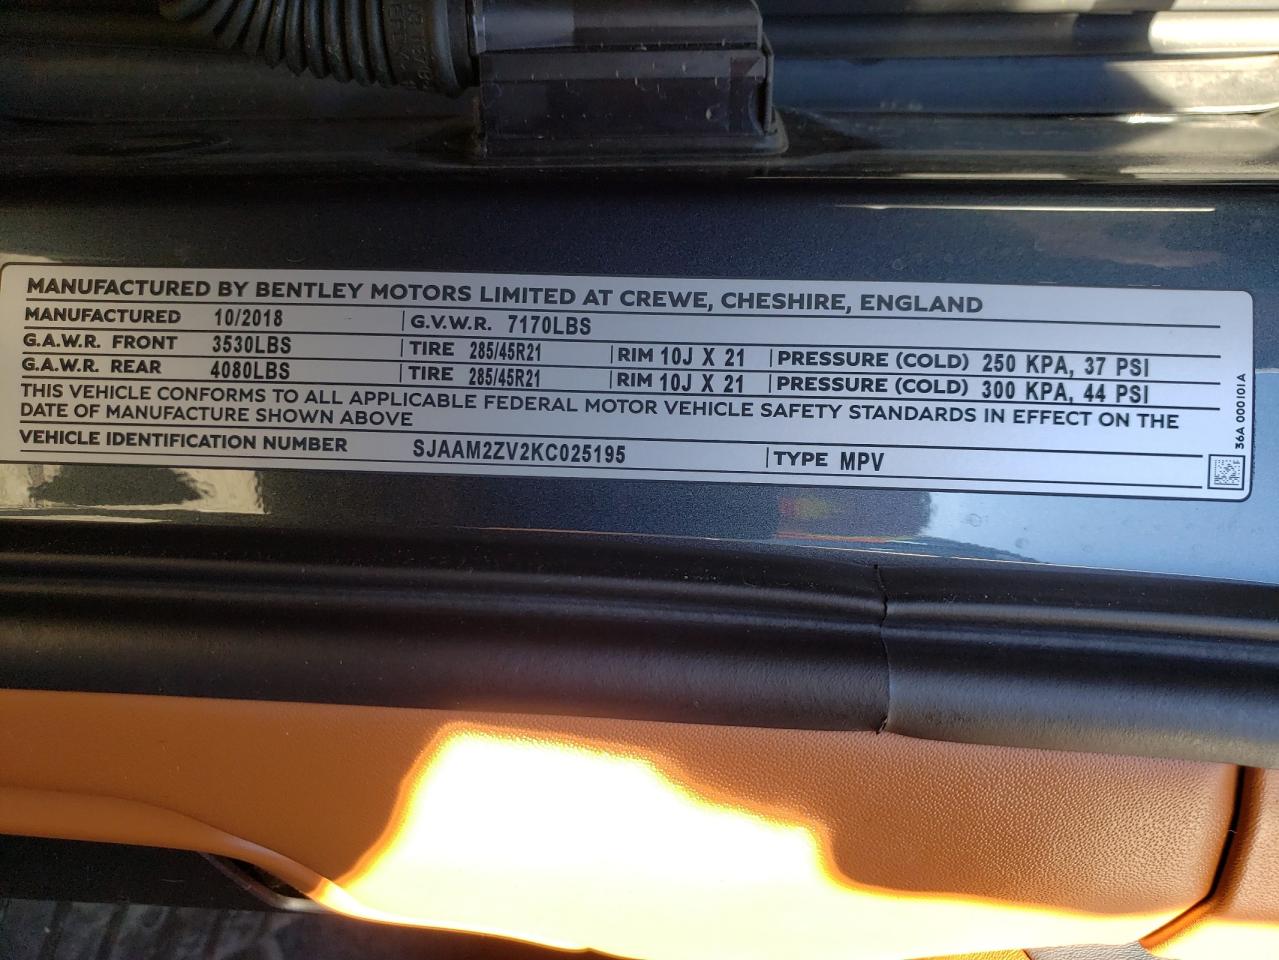 MANUFACTURED BY BENTLEY MOTORS LIMITED AT CREWE, CHESHIRE, ENGLAND
MANUFACTURED 10/2018 G.V.W.R. 7170LBS
G.A.W.R. FRONT 3530LBS TIRE 285/45R21 RIM 10J X 21 PRESSURE (COLD) 250 KPA, 37 PSI
G.A.W.R. REAR 4080LBS TIRE 285/45R21 RIM 10J X 21 PRESSURE (COLD) 300 KPA, 44 PSI
THIS VEHICLE CONFORMS TO ALL APPLICABLE FEDERAL MOTOR VEHICLE SAFETY STANDARDS IN EFFECT ON THE
DATE OF MANUFACTURE SHOWN ABOVE
VEHICLE IDENTIFICATION NUMBER SJAAM2ZV2KC025195 TYPE MPV
36A 000101A